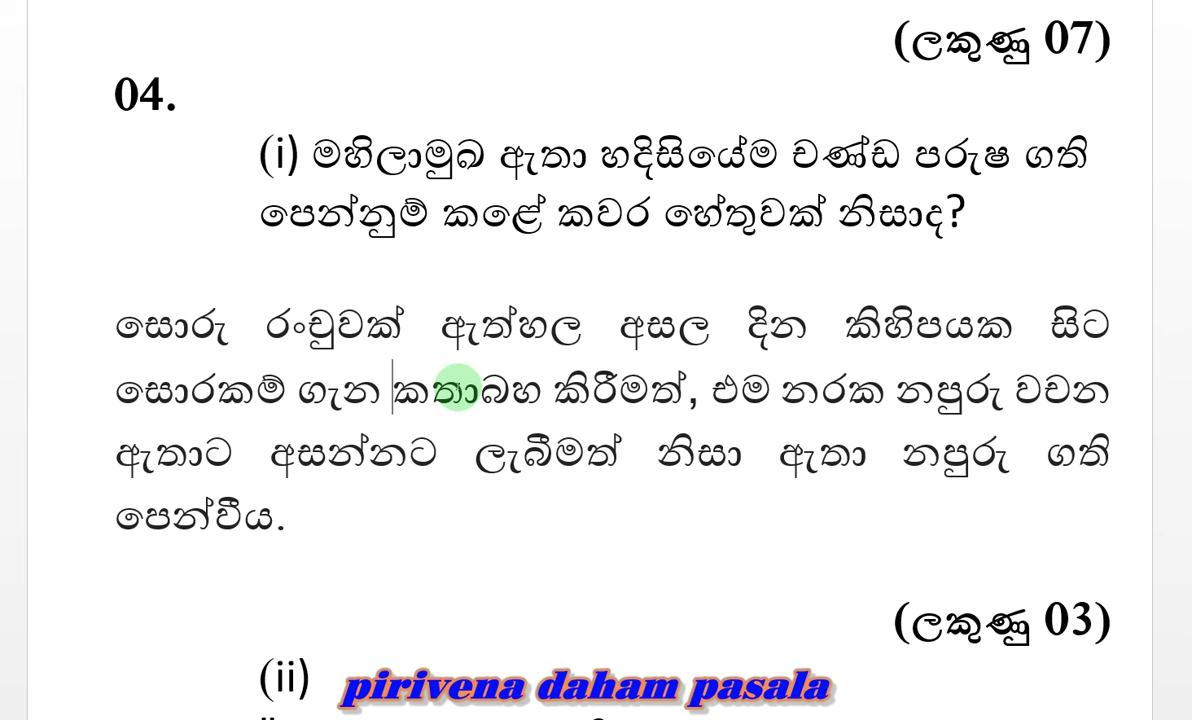 (ලකුණු 07)
04.
(i) මහිලාමුඛ ඇතා හදිසියේම චණ්ඩ පරුෂ ගති
පෙන්නුම් කළේ කවර හේතුවක් නිසාද?
සොරු රංචුවක් ඇත්හල අසල දින කිහිපයක සිට
සොරකම් ගැන කතාබහ කිරීමත්, එම නරක නපුරු වචන
ඇතාට අසන්නට ලැබීමත් නිසා ඇතා නපුරු ගති
පෙන්වීය.
(ලකුණු 03)
(ii)
pirivena daham pasala